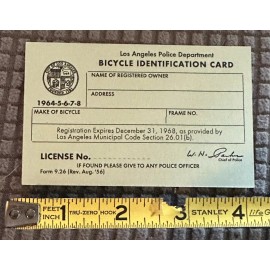 Los Angeles Police Department
BICYCLE IDENTIFICATION CARD
NAME OF REGISTERED OWNER
ADDRESS
1964-5-6-7-8
MAKE OF BICYCLE
FRAME NO.
Registration Expires December 31, 1968, as provided by
Los Angeles Municipal Code Section 26.01(b).
LICENSE No.
Chief of Police
IF FOUND PLEASE GIVE TO ANY POLICE OFFICER
Form 9.26 (Rev. Aug. '56)
FEET
INCH
1 THRU-ZERO HOOK 2 3 STANLEY 4